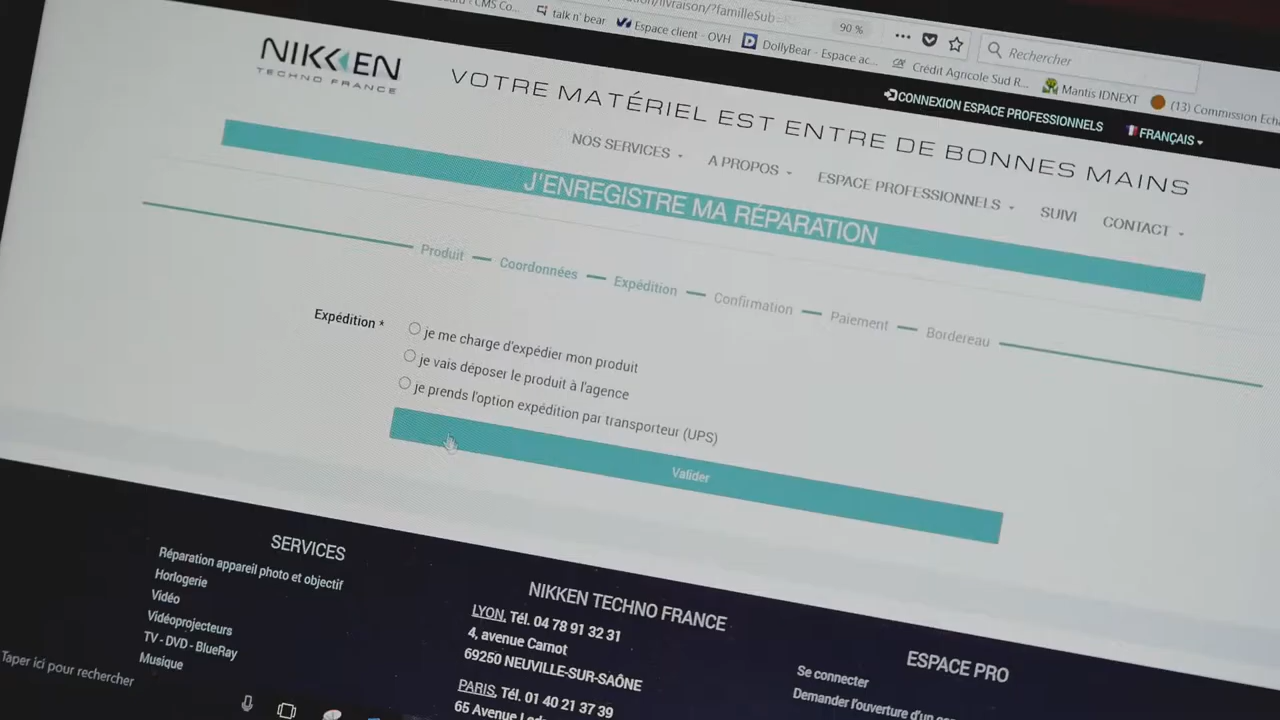 talk n' bear
Espace client - OVH
DollyBear - Espace ac...
Crédit Agricole Sud R...
Mantis IDNEXT
90 %
Rechercher
CONNEXION ESPACE PROFESSIONNELS
FRANÇAIS
NIKKEN
TECHNO FRANCE
VOTRE MATÉRIEL EST ENTRE DE BONNES MAINS
NOS SERVICES
A PROPOS
ESPACE PROFESSIONNELS
SUIVI
CONTACT
J'ENREGISTRE MA RÉPARATION
Produit
Coordonnées
Expédition
Confirmation
Paiement
Bordereau
Expédition *
je me charge d'expédier mon produit
je vais déposer le produit à l'agence
je prends l'option expédition par transporteur (UPS)
Valider
SERVICES
Réparation appareil photo et objectif
Horlogerie
Vidéo
Vidéoprojecteurs
TV - DVD - BlueRay
Musique
NIKKEN TECHNO FRANCE
LYON, Tél. 04 78 91 32 31
4, avenue Carnot
69250 NEUVILLE-SUR-SAÔNE
PARIS, Tél. 01 40 21 37 39
65 Avenue
ESPACE PRO
Se connecter
Demander l'ouverture d'un
Taper ici pour rechercher